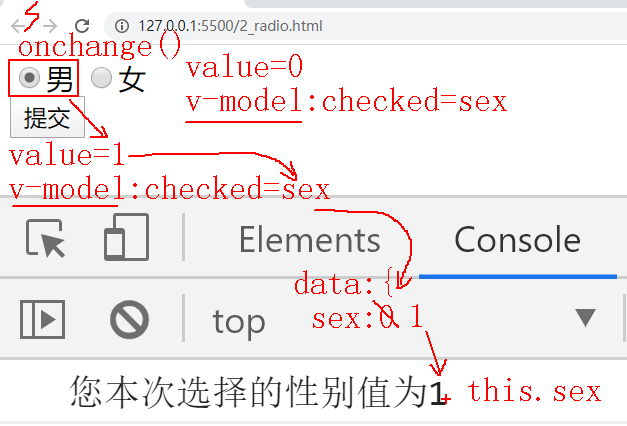 127.0.0.1:5500/2_radio.html
onchange()
男 女
value=0
v-model:checked=sex
提交
value=1
v-model:checked=sex
Elements Console
data:{
top
sex:0 1
您本次选择的性别值为1 + this.sex